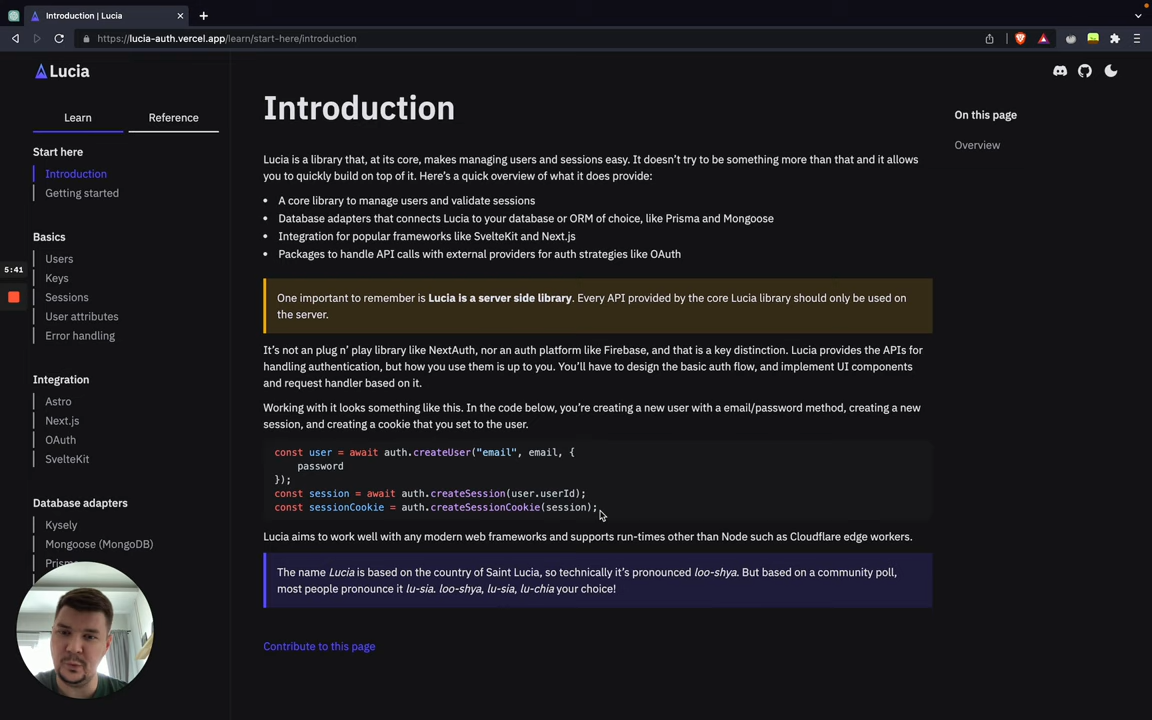 Introduction | Lucia
https://lucia-auth.vercel.app/learn/start-here/introduction
Lucia
Learn
Reference
Start here
Introduction
Getting started
Basics
Users
Keys
Sessions
User attributes
Error handling
Integration
Astro
Next.js
OAuth
SvelteKit
Database adapters
Kysely
Mongoose (MongoDB)
5:41
Introduction
Lucia is a library that, at its core, makes managing users and sessions easy. It doesn't try to be something more than that and it allows
you to quickly build on top of it. Here's a quick overview of what it does provide:
• A core library to manage users and validate sessions
• Database adapters that connects Lucia to your database or ORM of choice, like Prisma and Mongoose
• Integration for popular frameworks like SvelteKit and Next.js
• Packages to handle API calls with external providers for auth strategies like OAuth
One important to remember is Lucia is a server side library. Every API provided by the core Lucia library should only be used on
the server.
It's not an plug n' play library like NextAuth, nor an auth platform like Firebase, and that is a key distinction. Lucia provides the APIs for
handling authentication, but how you use them is up to you. You'll have to design the basic auth flow, and implement UI components
and request handler based on it.
Working with it looks something like this. In the code below, you're creating a new user with a email/password method, creating a new
session, and creating a cookie that you set to the user.
const user = await auth.createUser("email", email, {
password
});
const session = await auth.createSession(user.userId);
const sessionCookie = auth.createSessionCookie(session);
Lucia aims to work well with any modern web frameworks and supports run-times other than Node such as Cloudflare edge workers.
The name Lucia is based on the country of Saint Lucia, so technically it's pronounced loo-shya. But based on a community poll,
most people pronounce it lu-sia. loo-shya, lu-sia, lu-chia your choice!
Contribute to this page
On this page
Overview